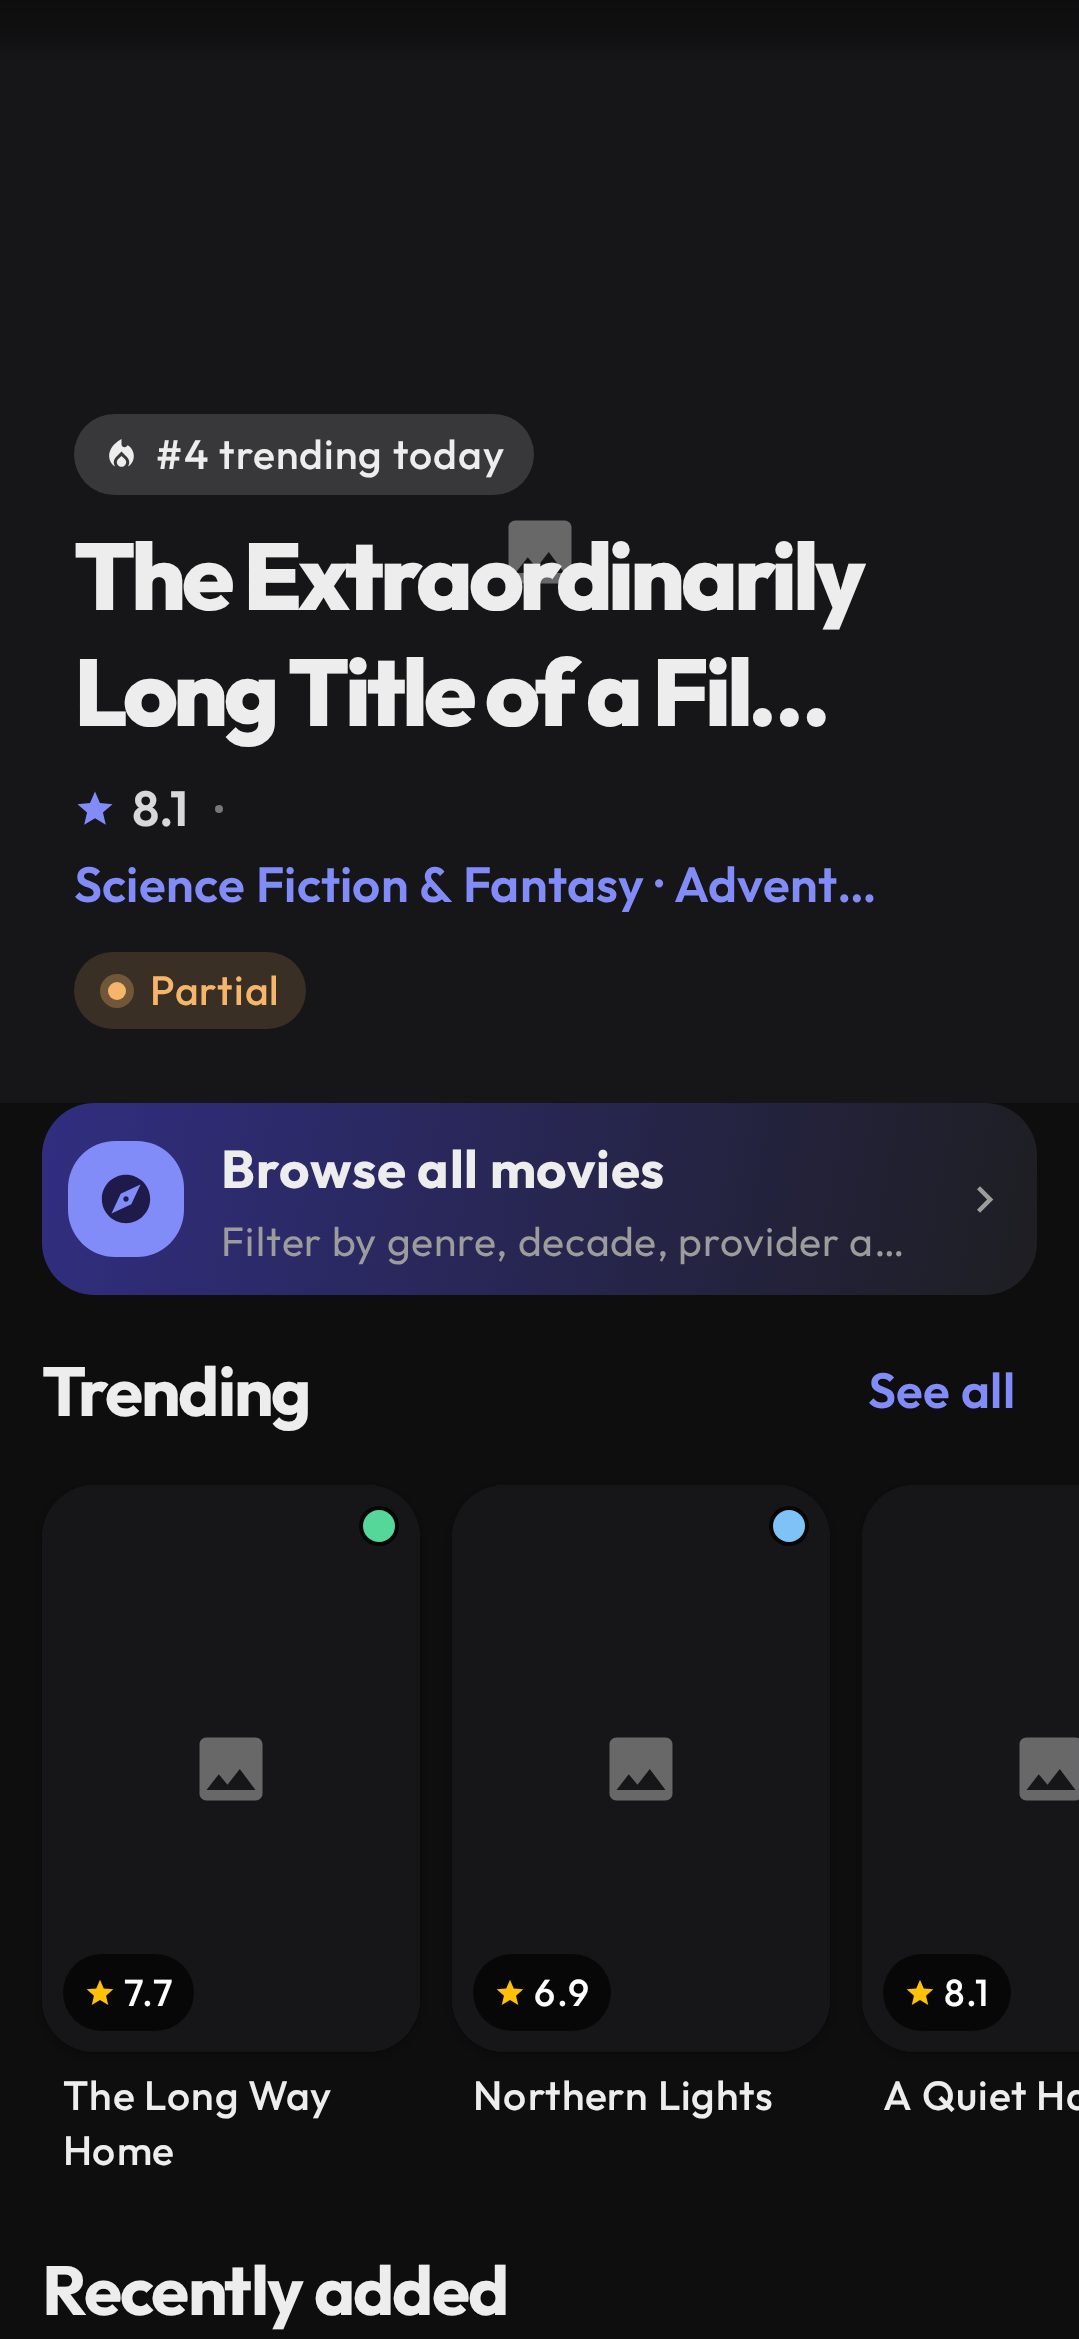 #4 trending today
The Extraordinarily
Long Title of a Fil...
8.1 ·
Science Fiction & Fantasy · Advent...
Partial
Browse all movies
Filter by genre, decade, provider a...
Trending
See all
7.7
6.9
8.1
The Long Way
Home
Northern Lights
A Quiet
Recently added